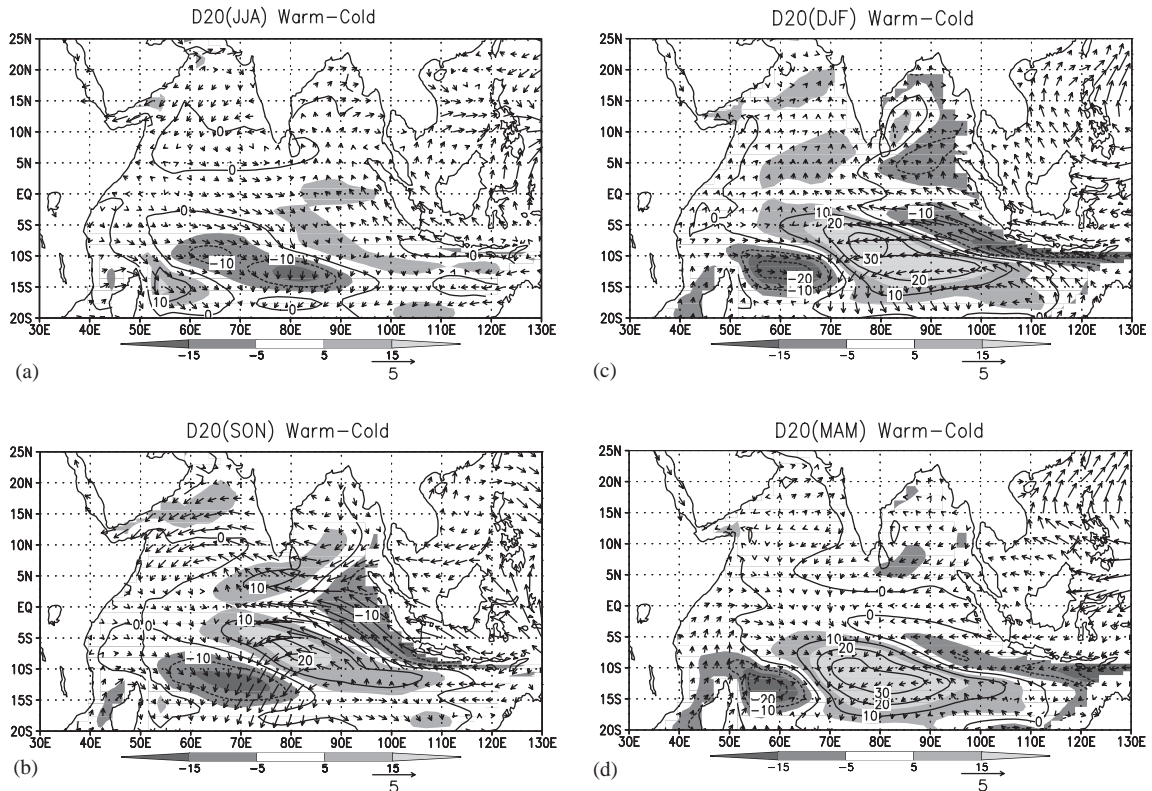 D20(JJA) Warm-Cold
25N
20N
15N
10N
5N
EQ
5S
10S
15S
20S
0
0
0
-10
-10
10
0
0
0
30E 40E 50E 60E 70E 80E 90E 100E 110E 120E 130E
-15 -5 5 15
5
(a)
D20(DJF) Warm-Cold
25N
20N
15N
10N
5N
EQ
5S
10S
15S
20S
0
10
20
-10
30
-20
-10
20
10
0
30E 40E 50E 60E 70E 80E 90E 100E 110E 120E 130E
-15 -5 5 15
5
(c)
D20(SON) Warm-Cold
25N
20N
15N
10N
5N
EQ
5S
10S
15S
20S
0
10
10
-10
0
0
-10
20
30E 40E 50E 60E 70E 80E 90E 100E 110E 120E 130E
-15 -5 5 15
5
(b)
D20(MAM) Warm-Cold
25N
20N
15N
10N
5N
EQ
5S
10S
15S
20S
0
0
10
20
30
-20
-10
20
10
0
30E 40E 50E 60E 70E 80E 90E 100E 110E 120E 130E
-15 -5 5 15
5
(d)